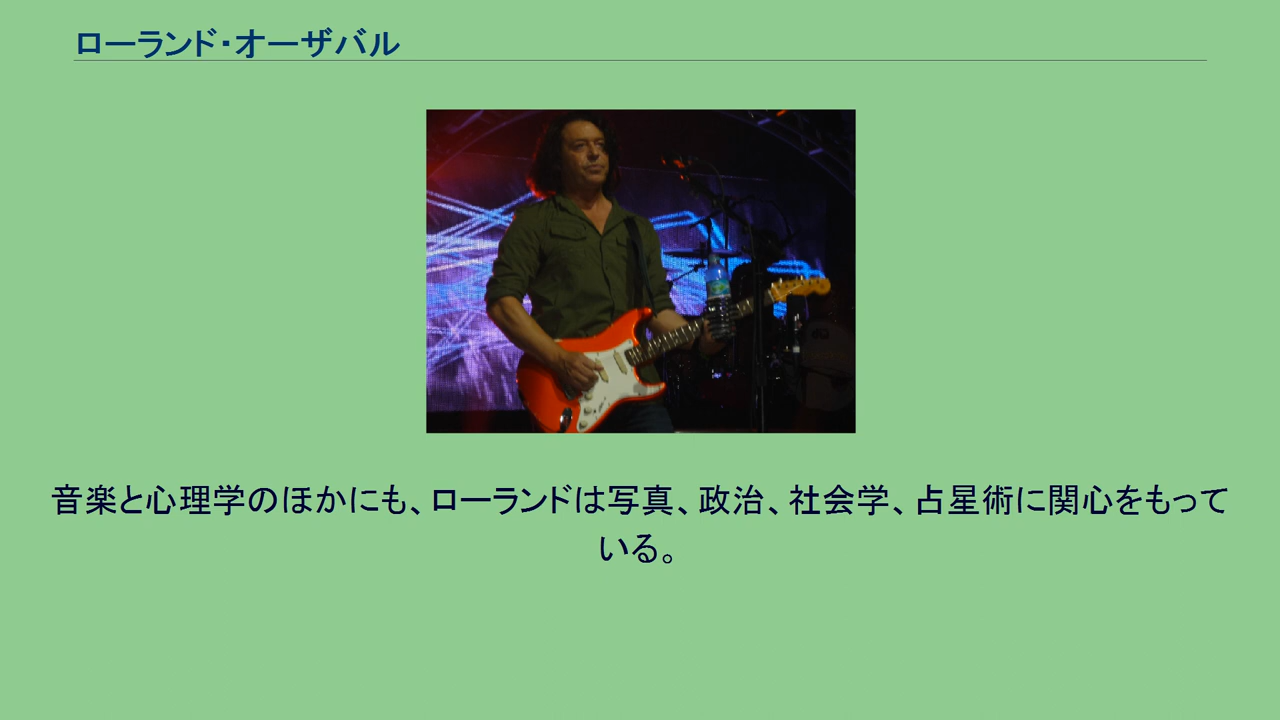 ローランド・オーザバル
音楽と心理学のほかにも、ローランドは写真、政治、社会学、占星術に関心をもって
いる。